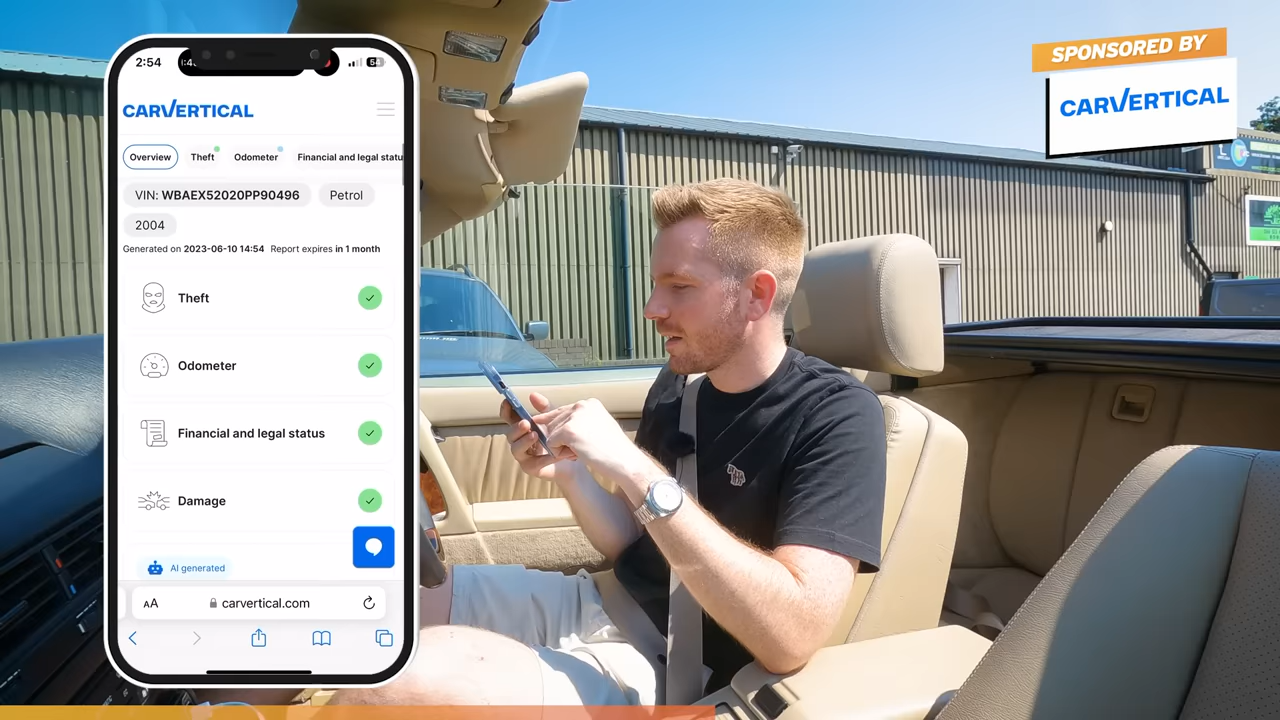 2:54
54
CARVERTICAL
Overview
Theft
Odometer
Financial and legal statu
VIN: WBAEX52020PP90496
Petrol
2004
Generated on 2023-06-10 14:54 Report expires in 1 month
Theft
Odometer
Financial and legal status
Damage
AI generated
AA
carvertical.com
SPONSORED BY
CARVERTICAL